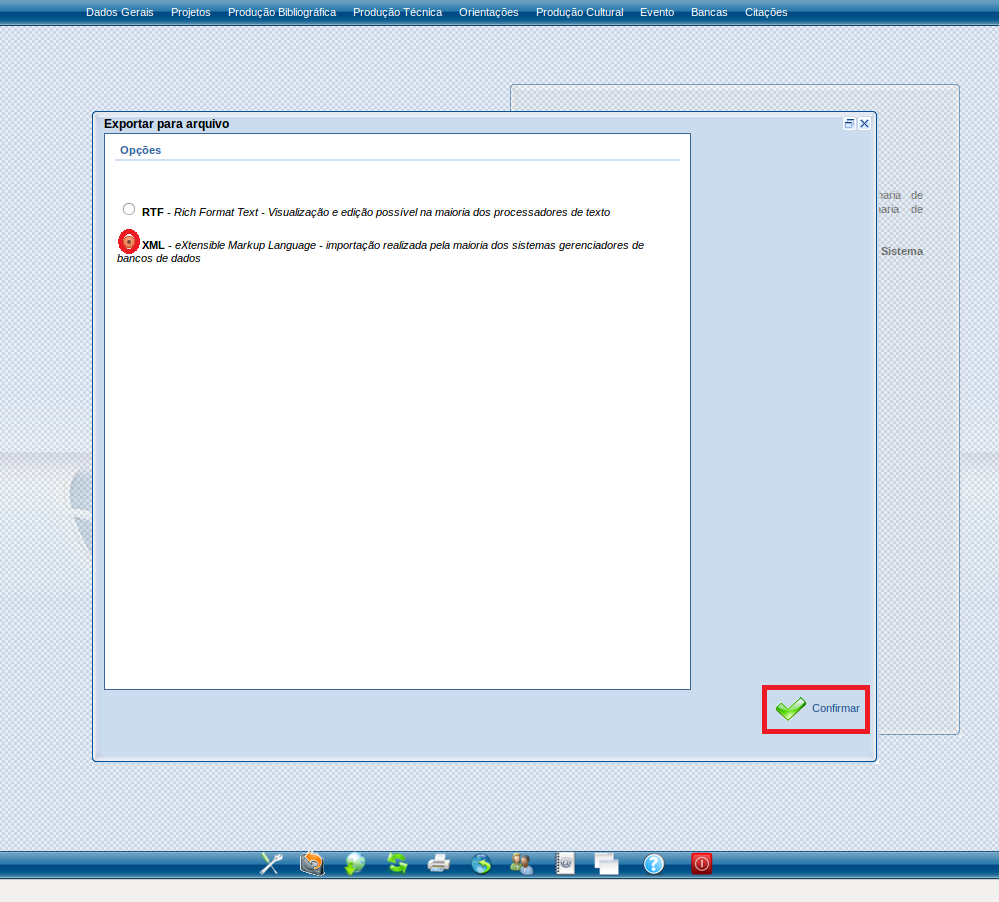 Dados Gerais Projetos Produção Bibliográfica Produção Técnica Orientações Produção Cultural Evento Bancas Citações
Exportar para arquivo
Opções
RTF - Rich Format Text - Visualização e edição possível na maioria dos processadores de texto
XML - eXtensible Markup Language - importação realizada pela maioria dos sistemas gerenciadores de
bancos de dados
de
de
Sistema
Confirmar